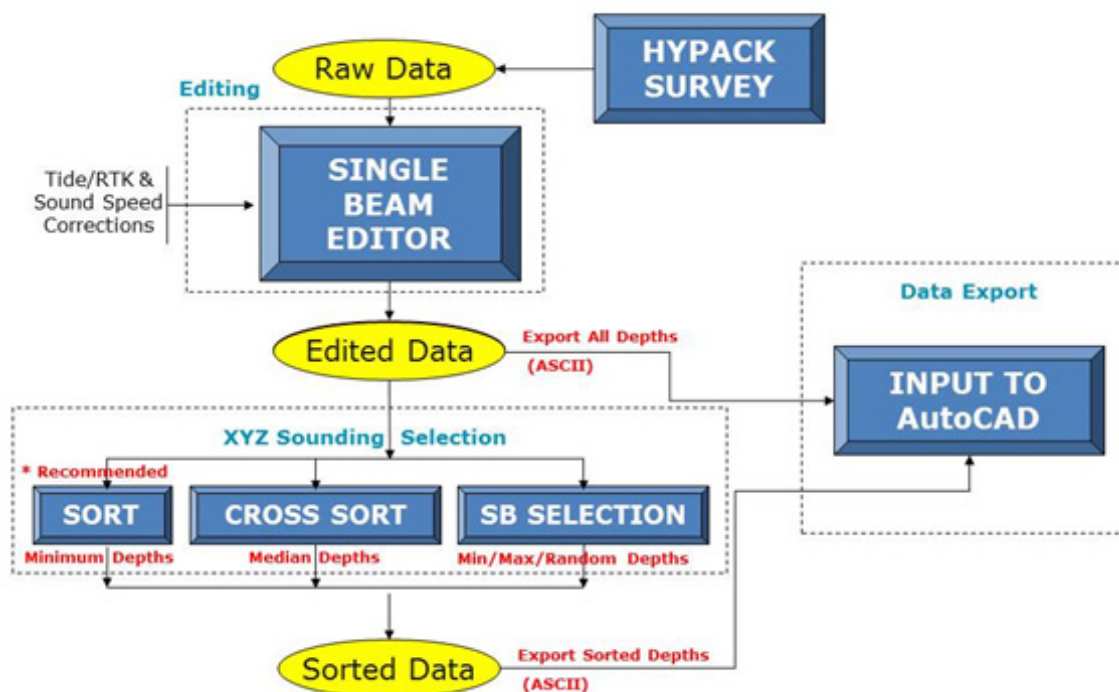 Raw Data
HYPACK
SURVEY
Editing
Tide/RTK &
Sound Speed
Corrections
SINGLE
BEAM
EDITOR
Data Export
Edited Data
Export All Depths
(ASCII)
INPUT TO
AutoCAD
XYZ Sounding Selection
* Recommended
SORT
CROSS SORT
SB SELECTION
Minimum Depths
Median Depths
Min/Max/Random Depths
Sorted Data
Export Sorted Depths
(ASCII)